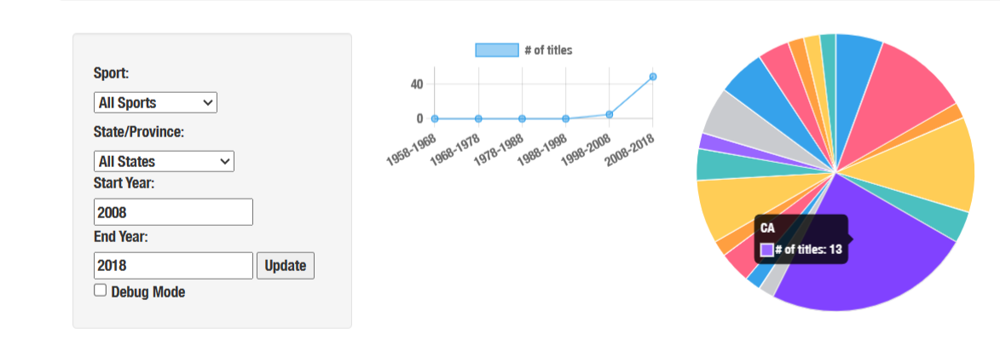 Sport:
All Sports
State/Province:
All States
Start Year:
2008
End Year:
2018
Update
Debug Mode
# of titles
40
0
1958-1968
1968-1978
1978-1988
1988-1998
1998-2008
2008-2018
CA
# of titles: 13